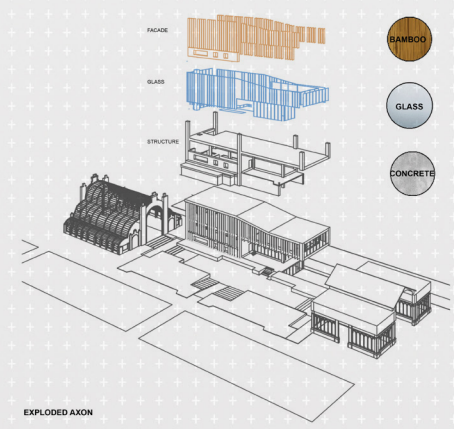 FACADE
BAMBOO
GLASS
GLASS
STRUCTURE
CONCRETE
EXPLODED AXON